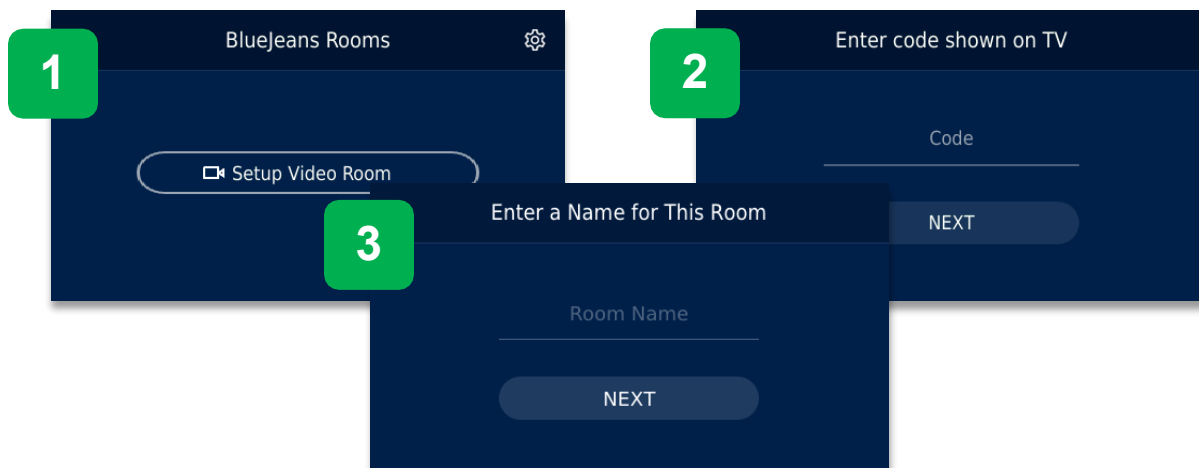 1
BlueJeans Rooms
Setup Video Room
2
Enter code shown on TV
Code
NEXT
3
Enter a Name for This Room
Room Name
NEXT